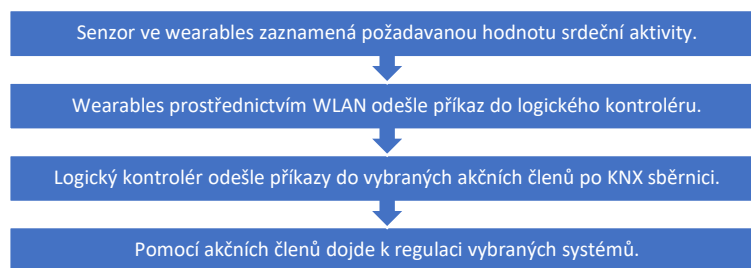 Senzor ve wearables zaznamená požadavanou hodnotu srdeční aktivity.
Wearables prostřednictvím WLAN odešle příkaz do logického kontroléru.
Logický kontrolér odešle příkazy do vybraných akčních členů po KNX sběrnici.
Pomocí akčních členů dojde k regulaci vybraných systémů.